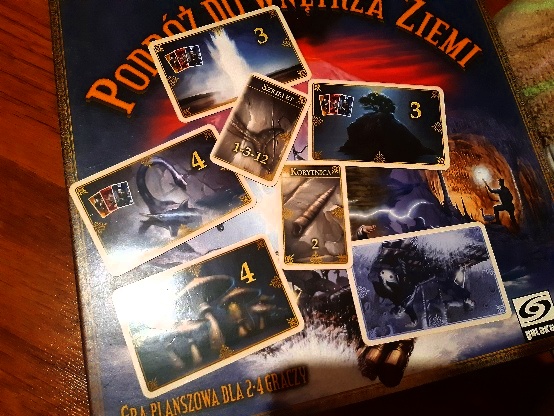 PODRÓŻ DO WNĘTRZA ZIEMI
3
SZKIELET
1-3-12
3
4
KORYTNICA
2
4
GRA PLANSZOWA DLA 2-4 GRACZY